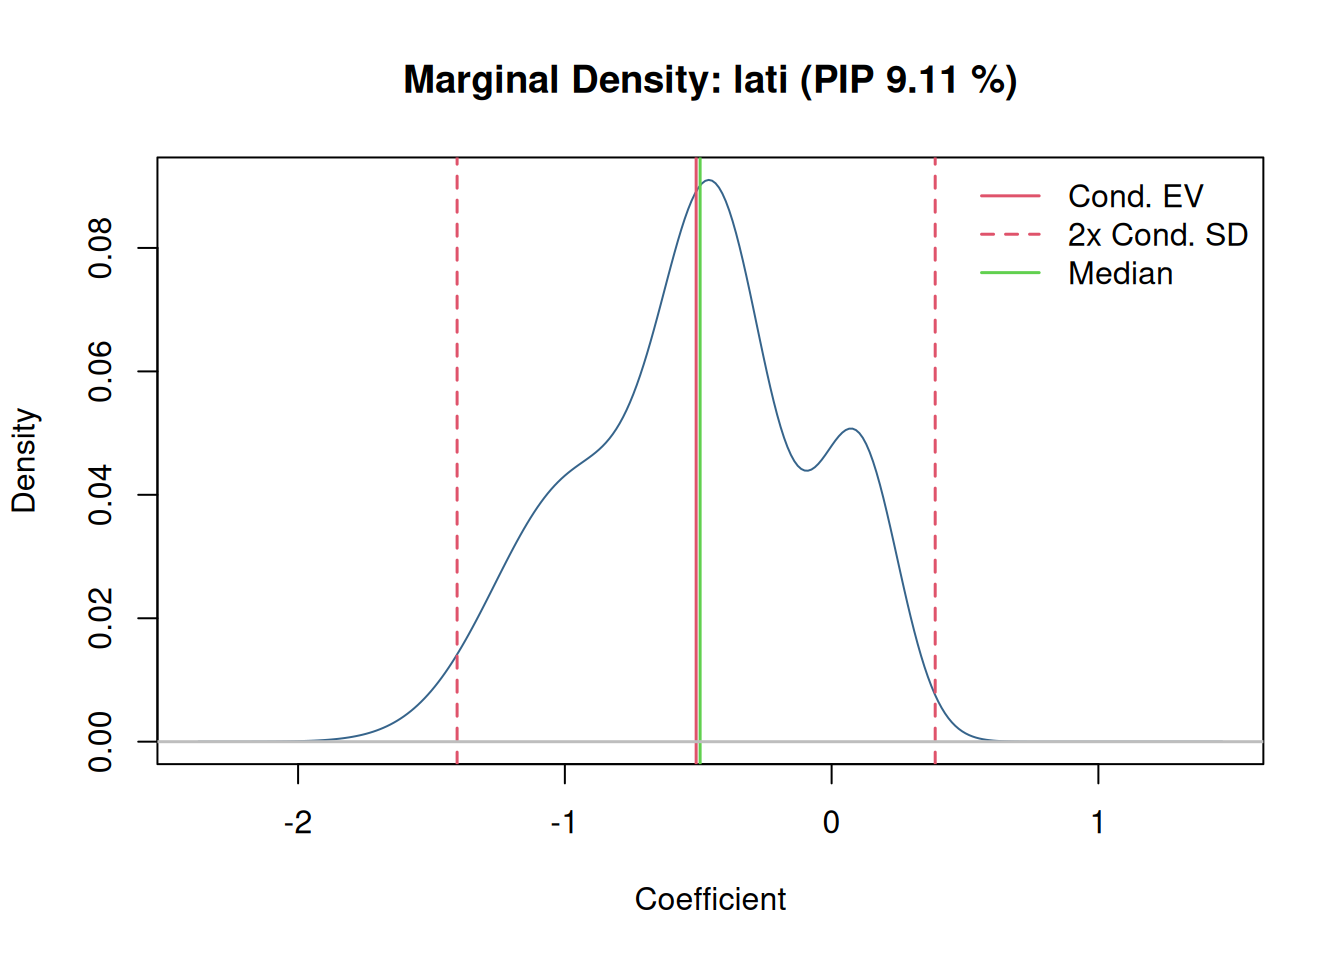 Marginal Density: lati (PIP 9.11 %)
Cond. EV
2x Cond. SD
Median
Density
0.08
0.06
0.04
0.02
0.00
-2
-1
0
1
Coefficient